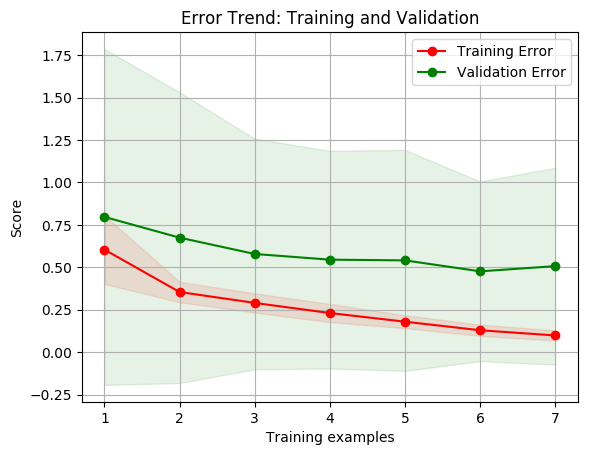 Error Trend: Training and Validation
Training Error
Validation Error
1.75
1.50
1.25
1.00
0.75
0.50
0.25
0.00
−0.25
Score
1 2 3 4 5 6 7
Training examples